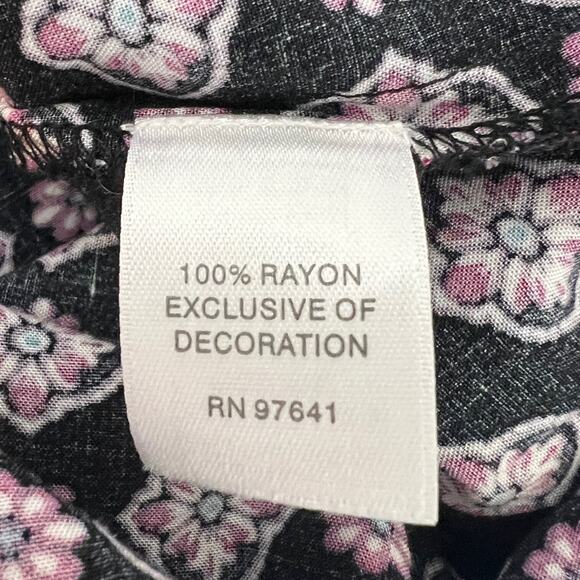 100% RAYON
EXCLUSIVE OF
DECORATION
RN 97641